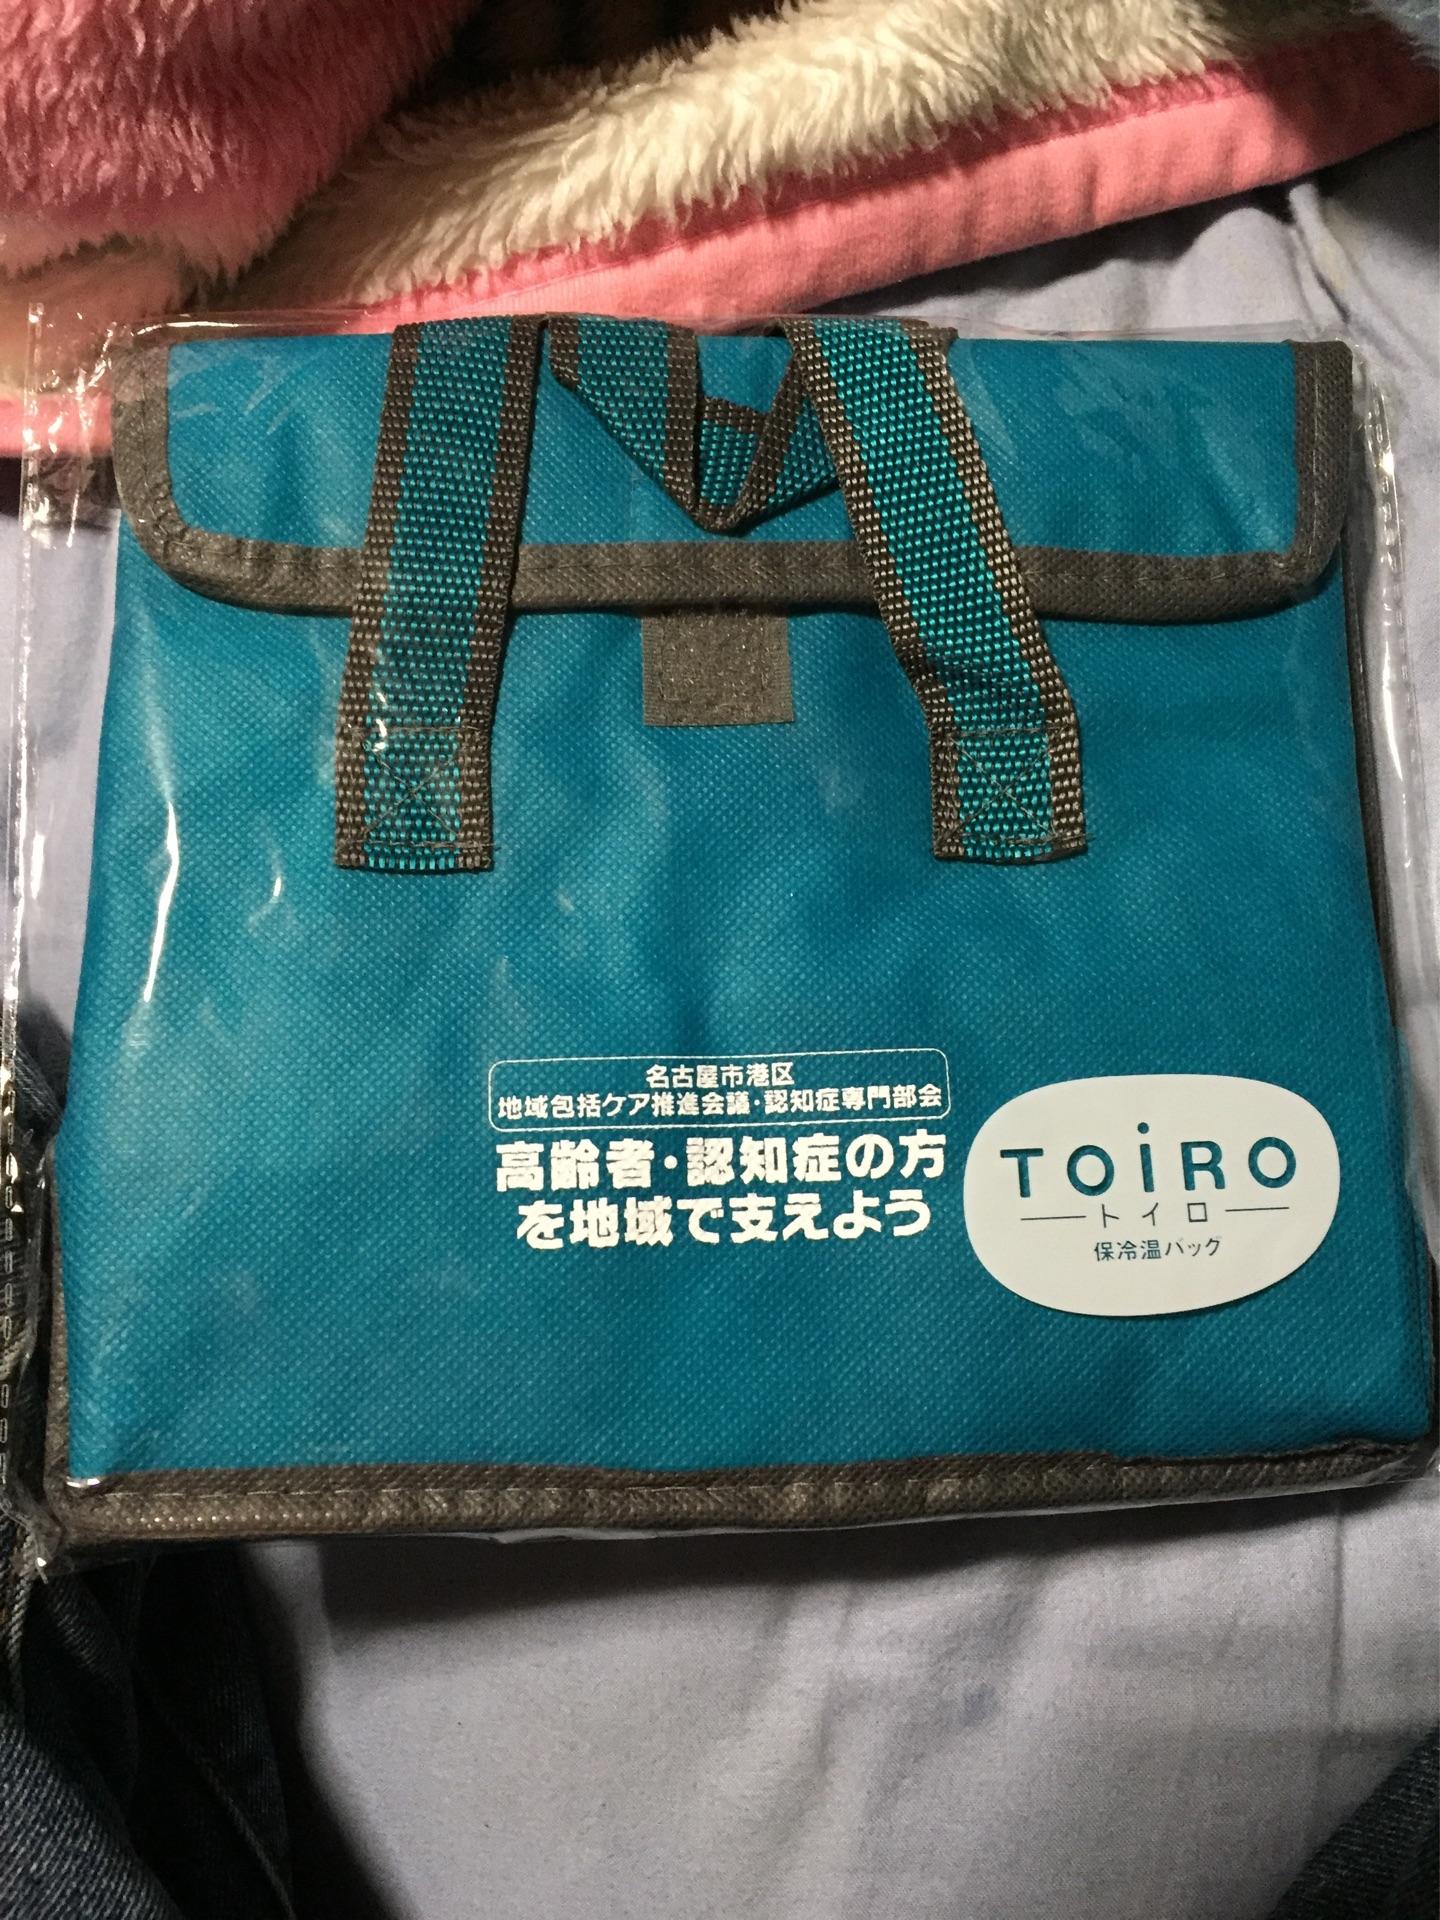 名古屋市港区
地域包括ケア推進会議・認知症専門部会
高齢者・認知症の方
を地域で支えよう
TOiRO
トイロ
保冷温バッグ